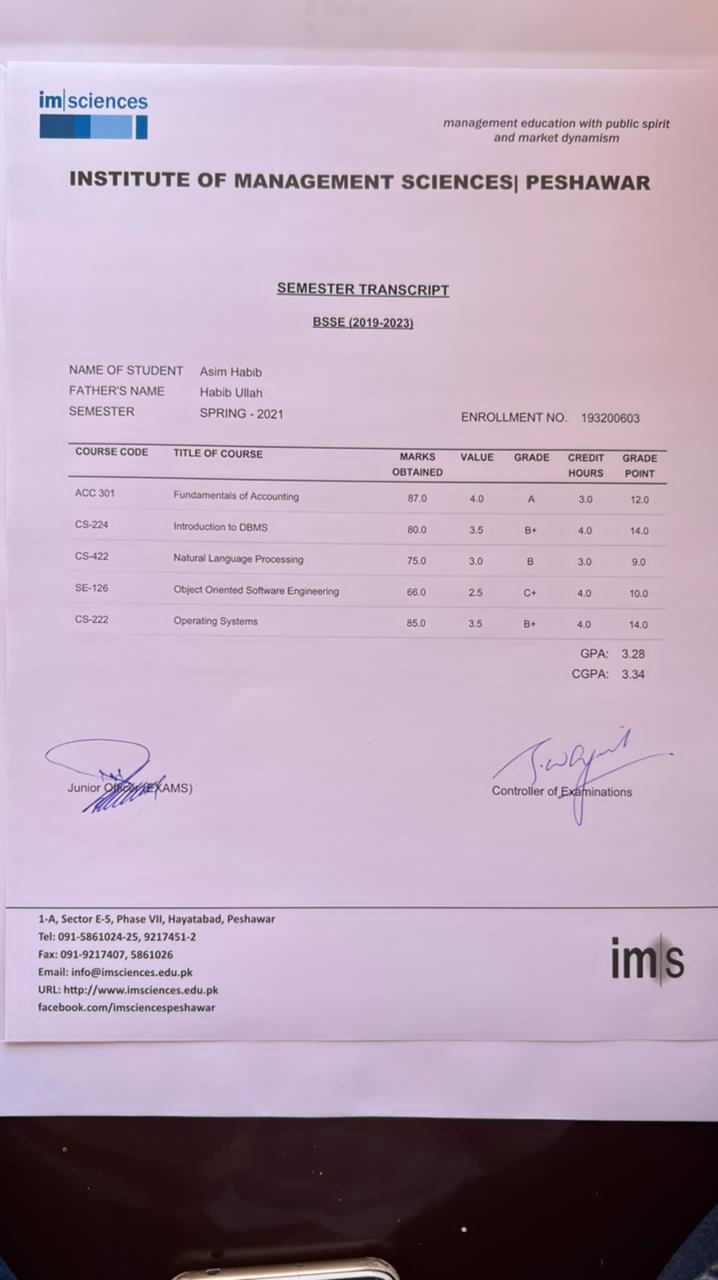 im|sciences
management education with public spirit
and market dynamism
INSTITUTE OF MANAGEMENT SCIENCES| PESHAWAR
SEMESTER TRANSCRIPT
BSSE (2019-2023)
NAME OF STUDENT Asim Habib
FATHER'S NAME Habib Ullah
SEMESTER SPRING - 2021
ENROLLMENT NO. 193200603
COURSE CODE TITLE OF COURSE MARKS OBTAINED VALUE GRADE CREDIT HOURS GRADE POINT
ACC 301 Fundamentals of Accounting 87.0 4.0 A 3.0 12.0
CS-224 Introduction to DBMS 80.0 3.5 B+ 4.0 14.0
CS-422 Natural Language Processing 75.0 3.0 B 3.0 9.0
SE-126 Object Oriented Software Engineering 66.0 2.5 C+ 4.0 10.0
CS-222 Operating Systems 85.0 3.5 B+ 4.0 14.0
GPA: 3.28
CGPA: 3.34
Junior Officer (EXAMS)
Controller of Examinations
1-A, Sector E-5, Phase VII, Hayatabad, Peshawar
Tel: 091-5861024-25, 9217451-2
Fax: 091-9217407, 5861026
Email: info@imsciences.edu.pk
URL: http://www.imsciences.edu.pk
facebook.com/imsciencespeshawar
im|s